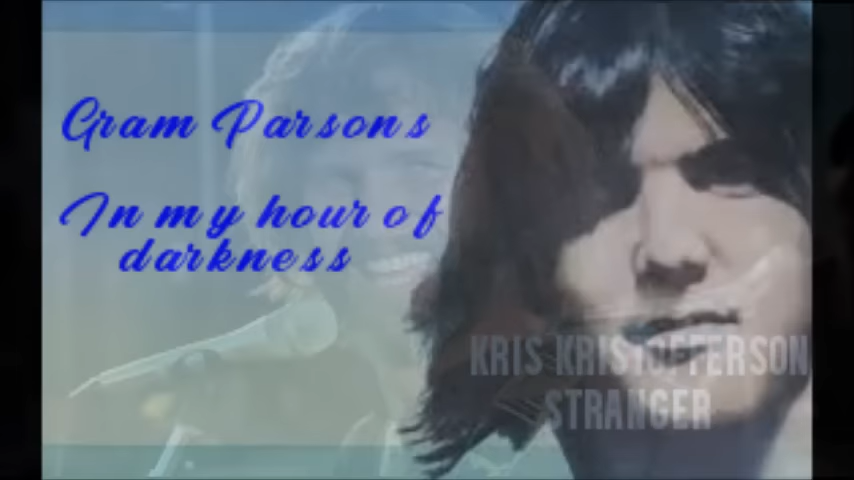 Gram Parsons
In my hour of
darkness
KRIS KRISTOFFERSON
STRANGER